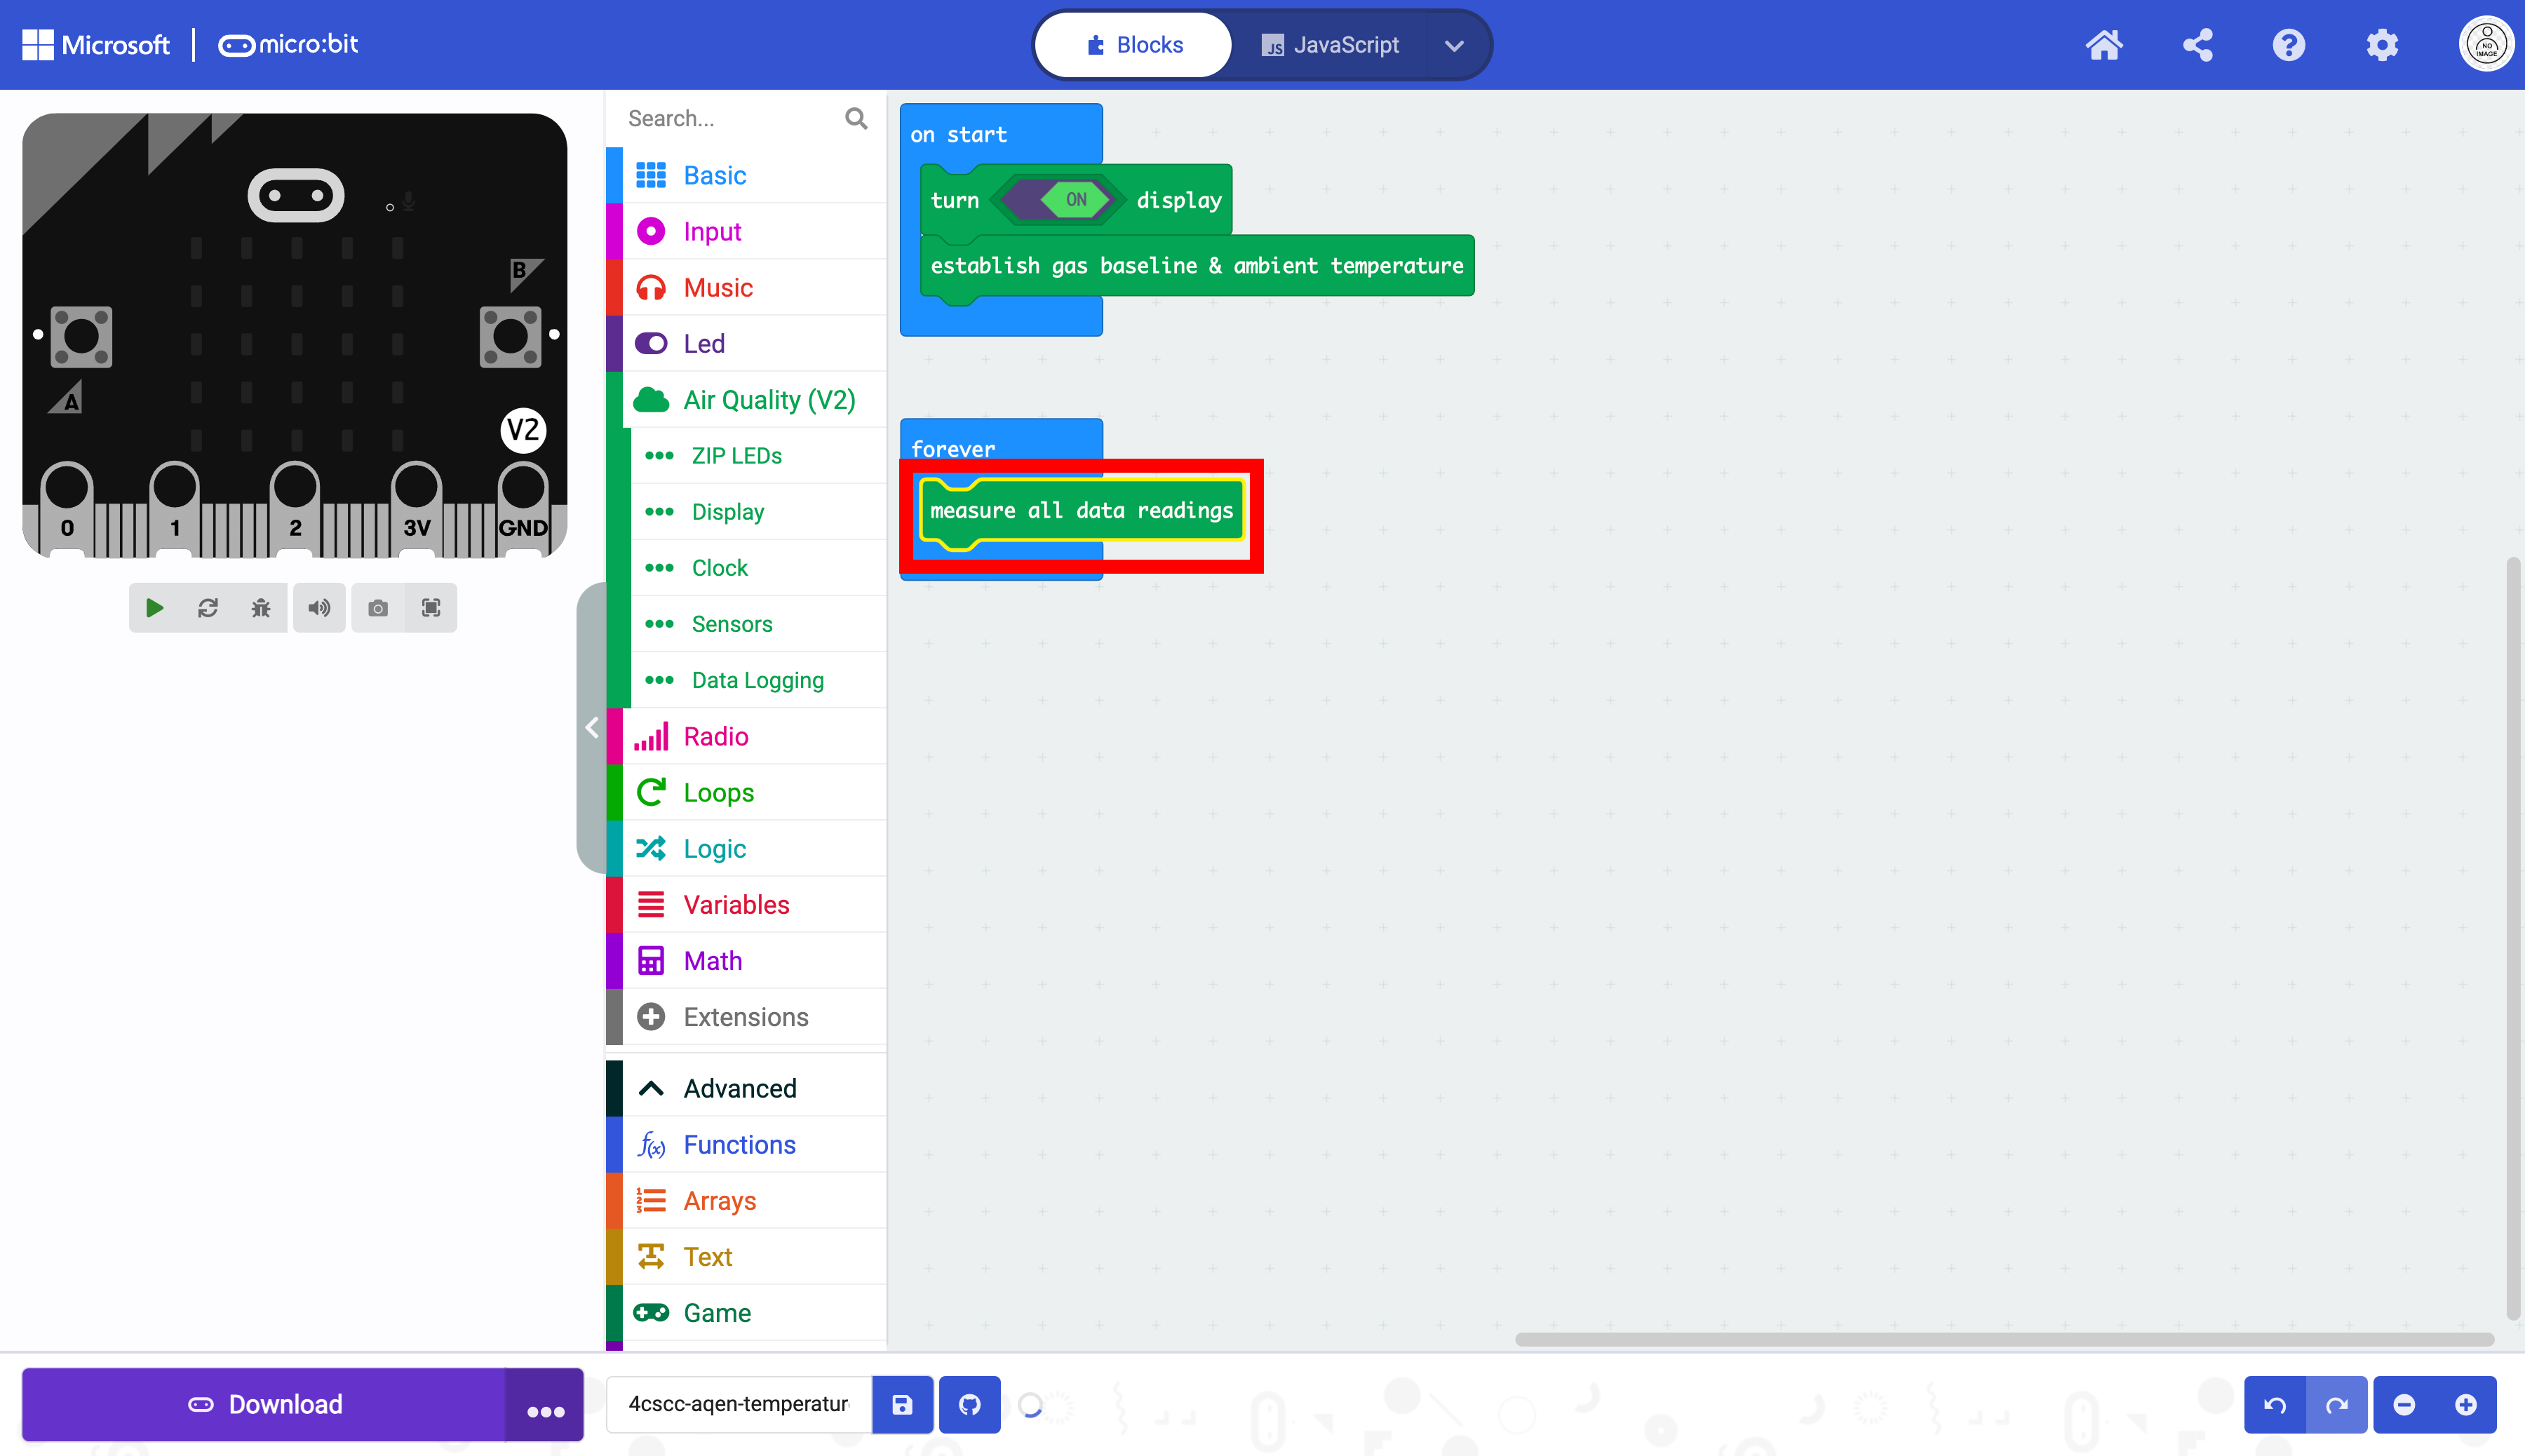 Microsoft | micro:bit
Blocks
JavaScript
NO IMAGE
Search...
Basic
Input
Music
Led
Air Quality (V2)
ZIP LEDs
Display
Clock
Sensors
Data Logging
Radio
Loops
Logic
Variables
Math
Extensions
Advanced
Functions
Arrays
Text
Game
B
A
V2
0 1 2 3V GND
on start
turn ON display
establish gas baseline & ambient temperature
forever
measure all data readings
Download
4cscc-aqen-temperatur